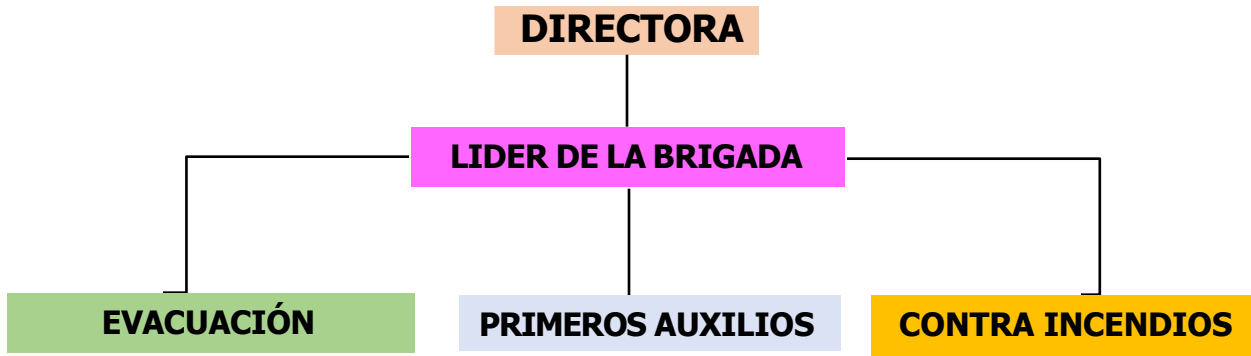 DIRECTORA
LIDER DE LA BRIGADA
EVACUACIÓN
PRIMEROS AUXILIOS
CONTRA INCENDIOS